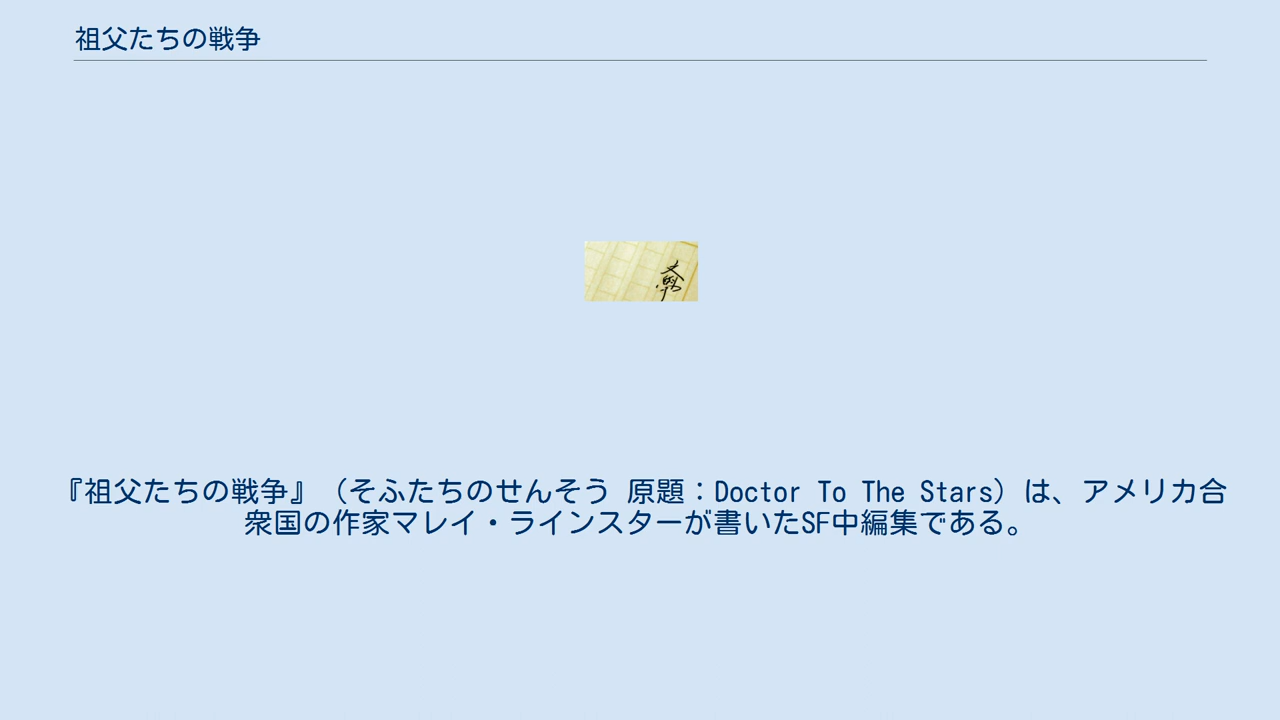 祖父たちの戦争
『祖父たちの戦争』（そふたちのせんそう 原題：Doctor To The Stars）は、アメリカ合
衆国の作家マレイ・ラインスターが書いたSF中編集である。